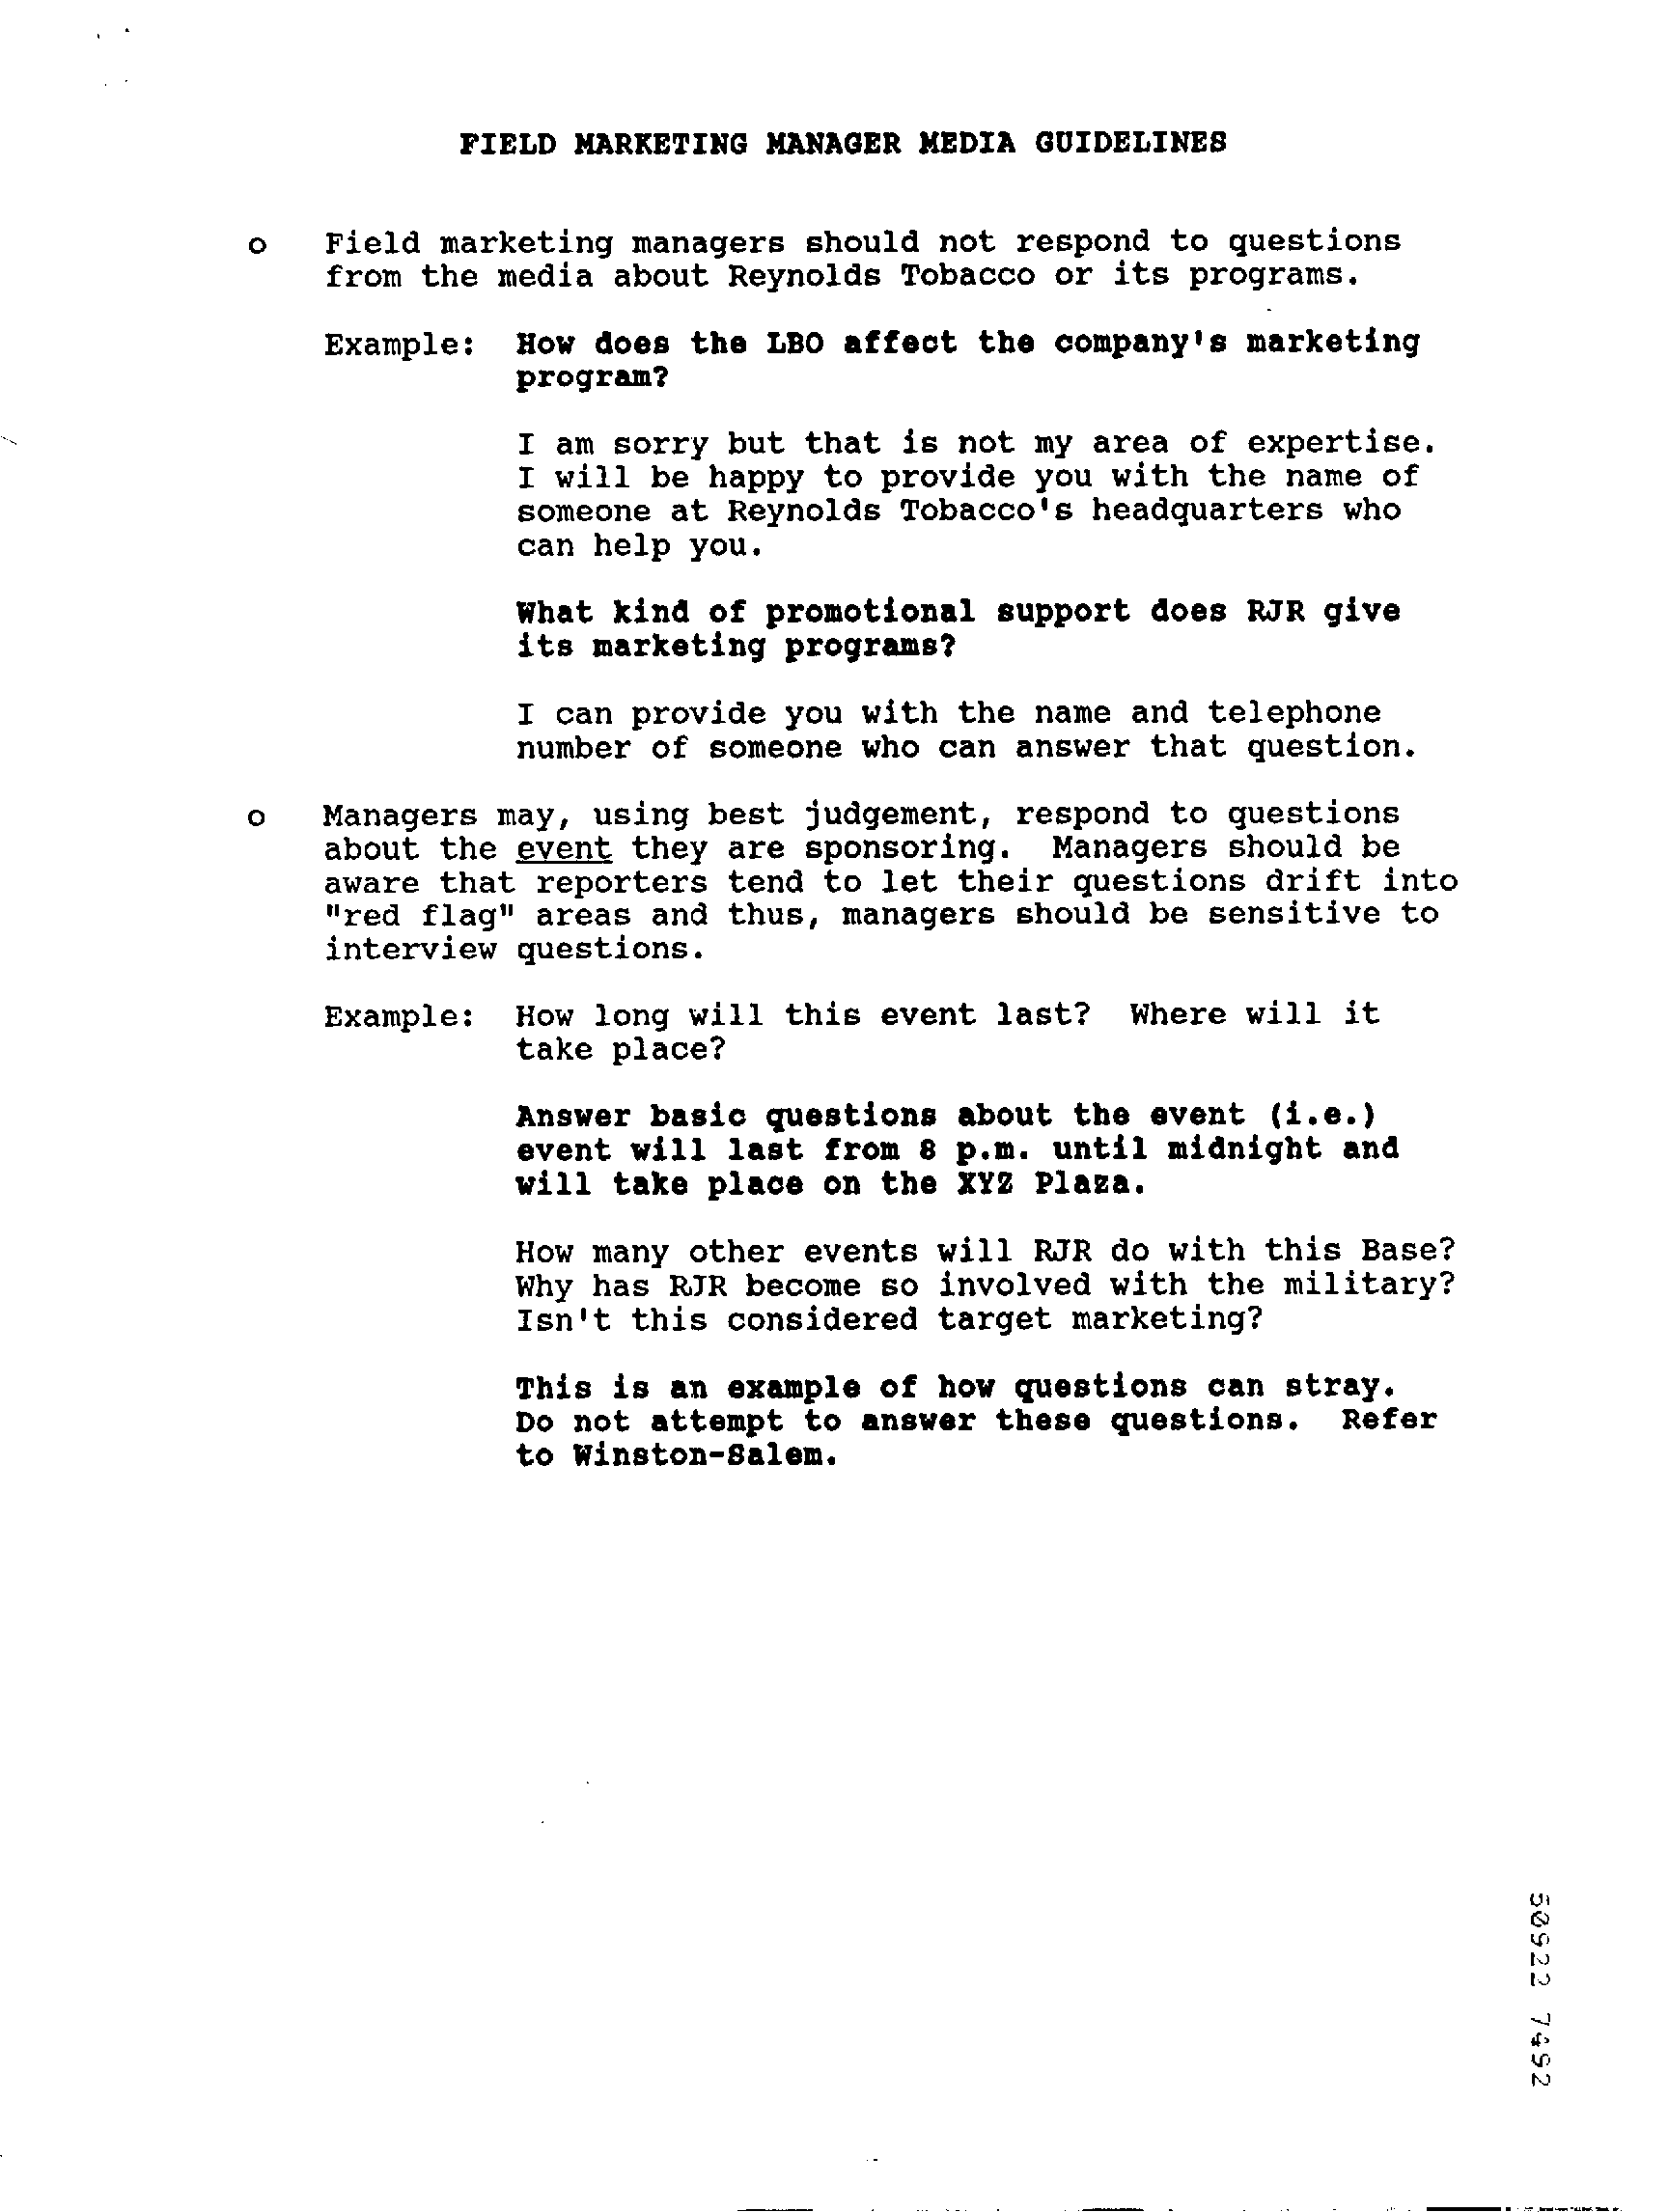 FIELD MARKETING MANAGER MEDIA GUIDELINES
o Field marketing managers should not respond to questions
from the media about Reynolds Tobacco or its programs.
Example: How does the LBO affect the company's marketing
program?
I am sorry but that is not my area of expertise.
I will be happy to provide you with the name of
someone at Reynolds Tobacco's headquarters who
can help you.
What kind of promotional support does RJR give
its marketing programs?
I can provide you with the name and telephone
number of someone who can answer that question.
o Managers may, using best judgement, respond to questions
about the event they are sponsoring. Managers should be
aware that reporters tend to let their questions drift into
"red flag" areas and thus, managers should be sensitive to
interview questions.
Example: How long will this event last? Where will it
take place?
Answer basic questions about the event (i.e.)
event will last from 8 p.m. until midnight and
will take place on the XYZ Plaza.
How many other events will RJR do with this Base?
Why has RJR become so involved with the military?
Isn't this considered target marketing?
This is an example of how questions can stray.
Do not attempt to answer these questions. Refer
to Winston-Salem.
50922 7492